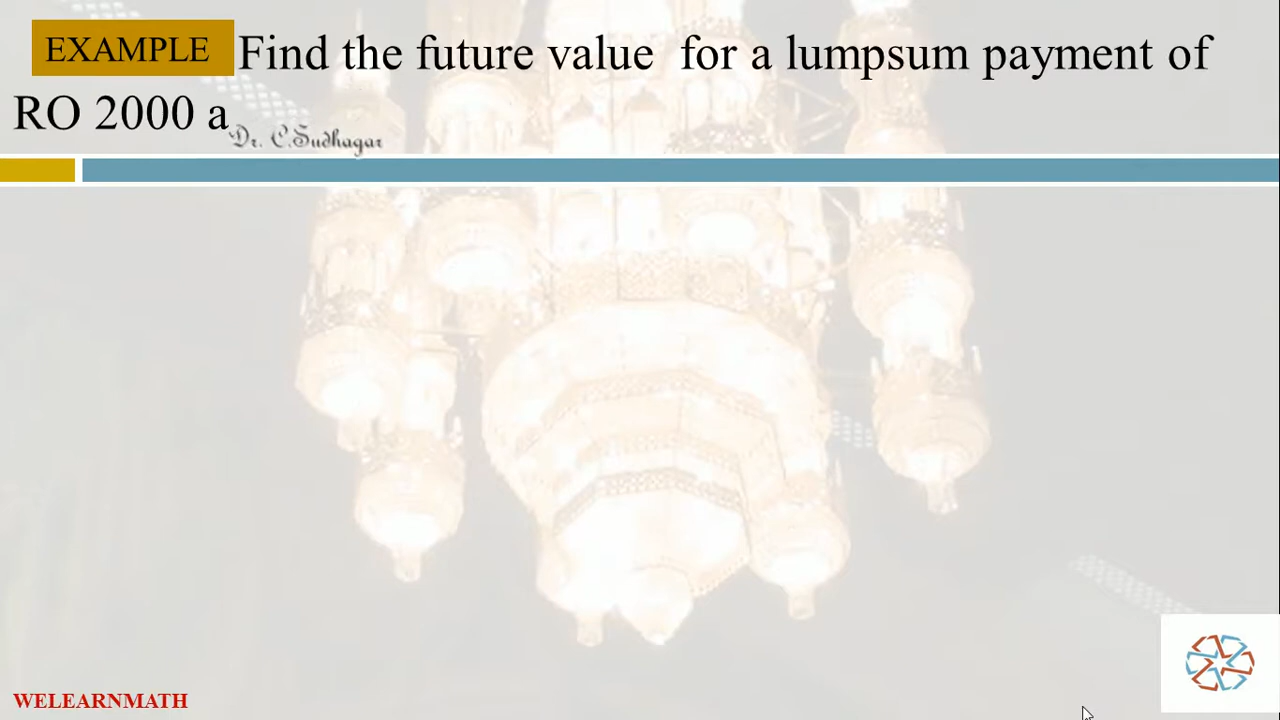 EXAMPLE Find the future value for a lumpsum payment of
RO 2000 a
Dr. C.Sudhagar
WELEARNMATH